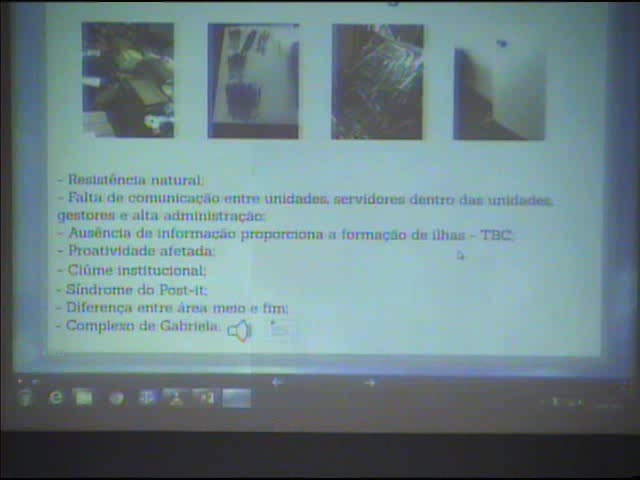 - Resistência natural;
- Falta de comunicação entre unidades, servidores dentro das unidades,
gestores e alta administração;
- Ausência de informação proporciona a formação de ilhas - TBC;
- Proatividade afetada;
- Ciúme institucional;
- Síndrome do Post-it;
- Diferença entre área meio e fim;
- Complexo de Gabriela.